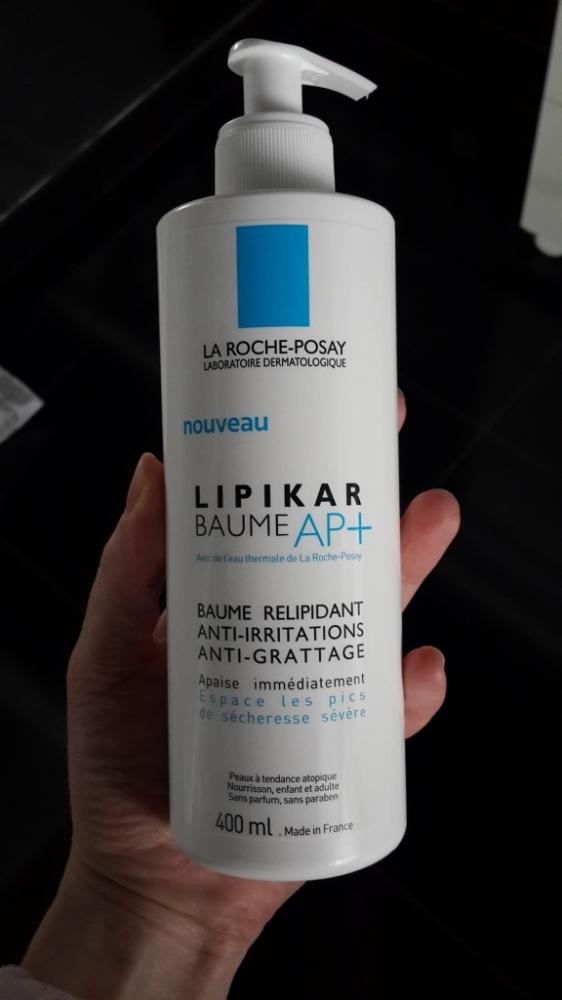 LA ROCHE-POSAY
LABORATOIRE DERMATOLOGIQUE
nouveau
LIPIKAR
BAUME AP+
Avec de l'eau thermale de La Roche-Posay
BAUME RELIPIDANT
ANTI-IRRITATIONS
ANTI-GRATTAGE
Apaise immédiatement
Espace les pics
de sécheresse sévère
Peaux à tendance atopique
Nourrisson, enfant et adulte
Sans parfum, sans paraben
400 ml . Made in France